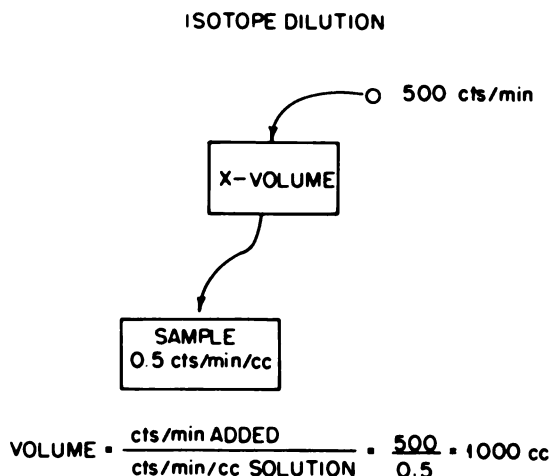 ISOTOPE DILUTION
500 cts/min
X-VOLUME
SAMPLE
0.5 cts/min/cc
VOLUME = cts/min ADDED / cts/min/cc SOLUTION = 500 / 0.5 = 1000 cc